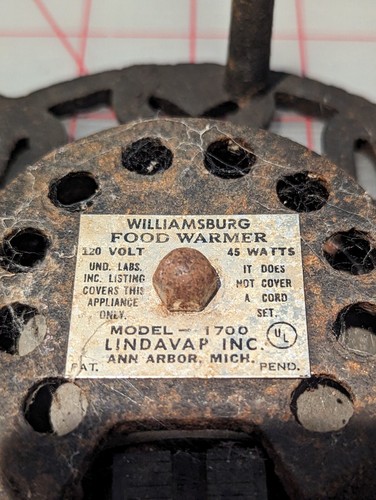 WILLIAMSBURG
FOOD WARMER
120 VOLT 45 WATTS
UND. LABS.
INC. LISTING
COVERS THIS
APPLIANCE
ONLY.
IT DOES
NOT COVER
A CORD
SET.
MODEL - 1700
UL
LINDAVAP INC.
ANN ARBOR, MICH.
PAT. PEND.